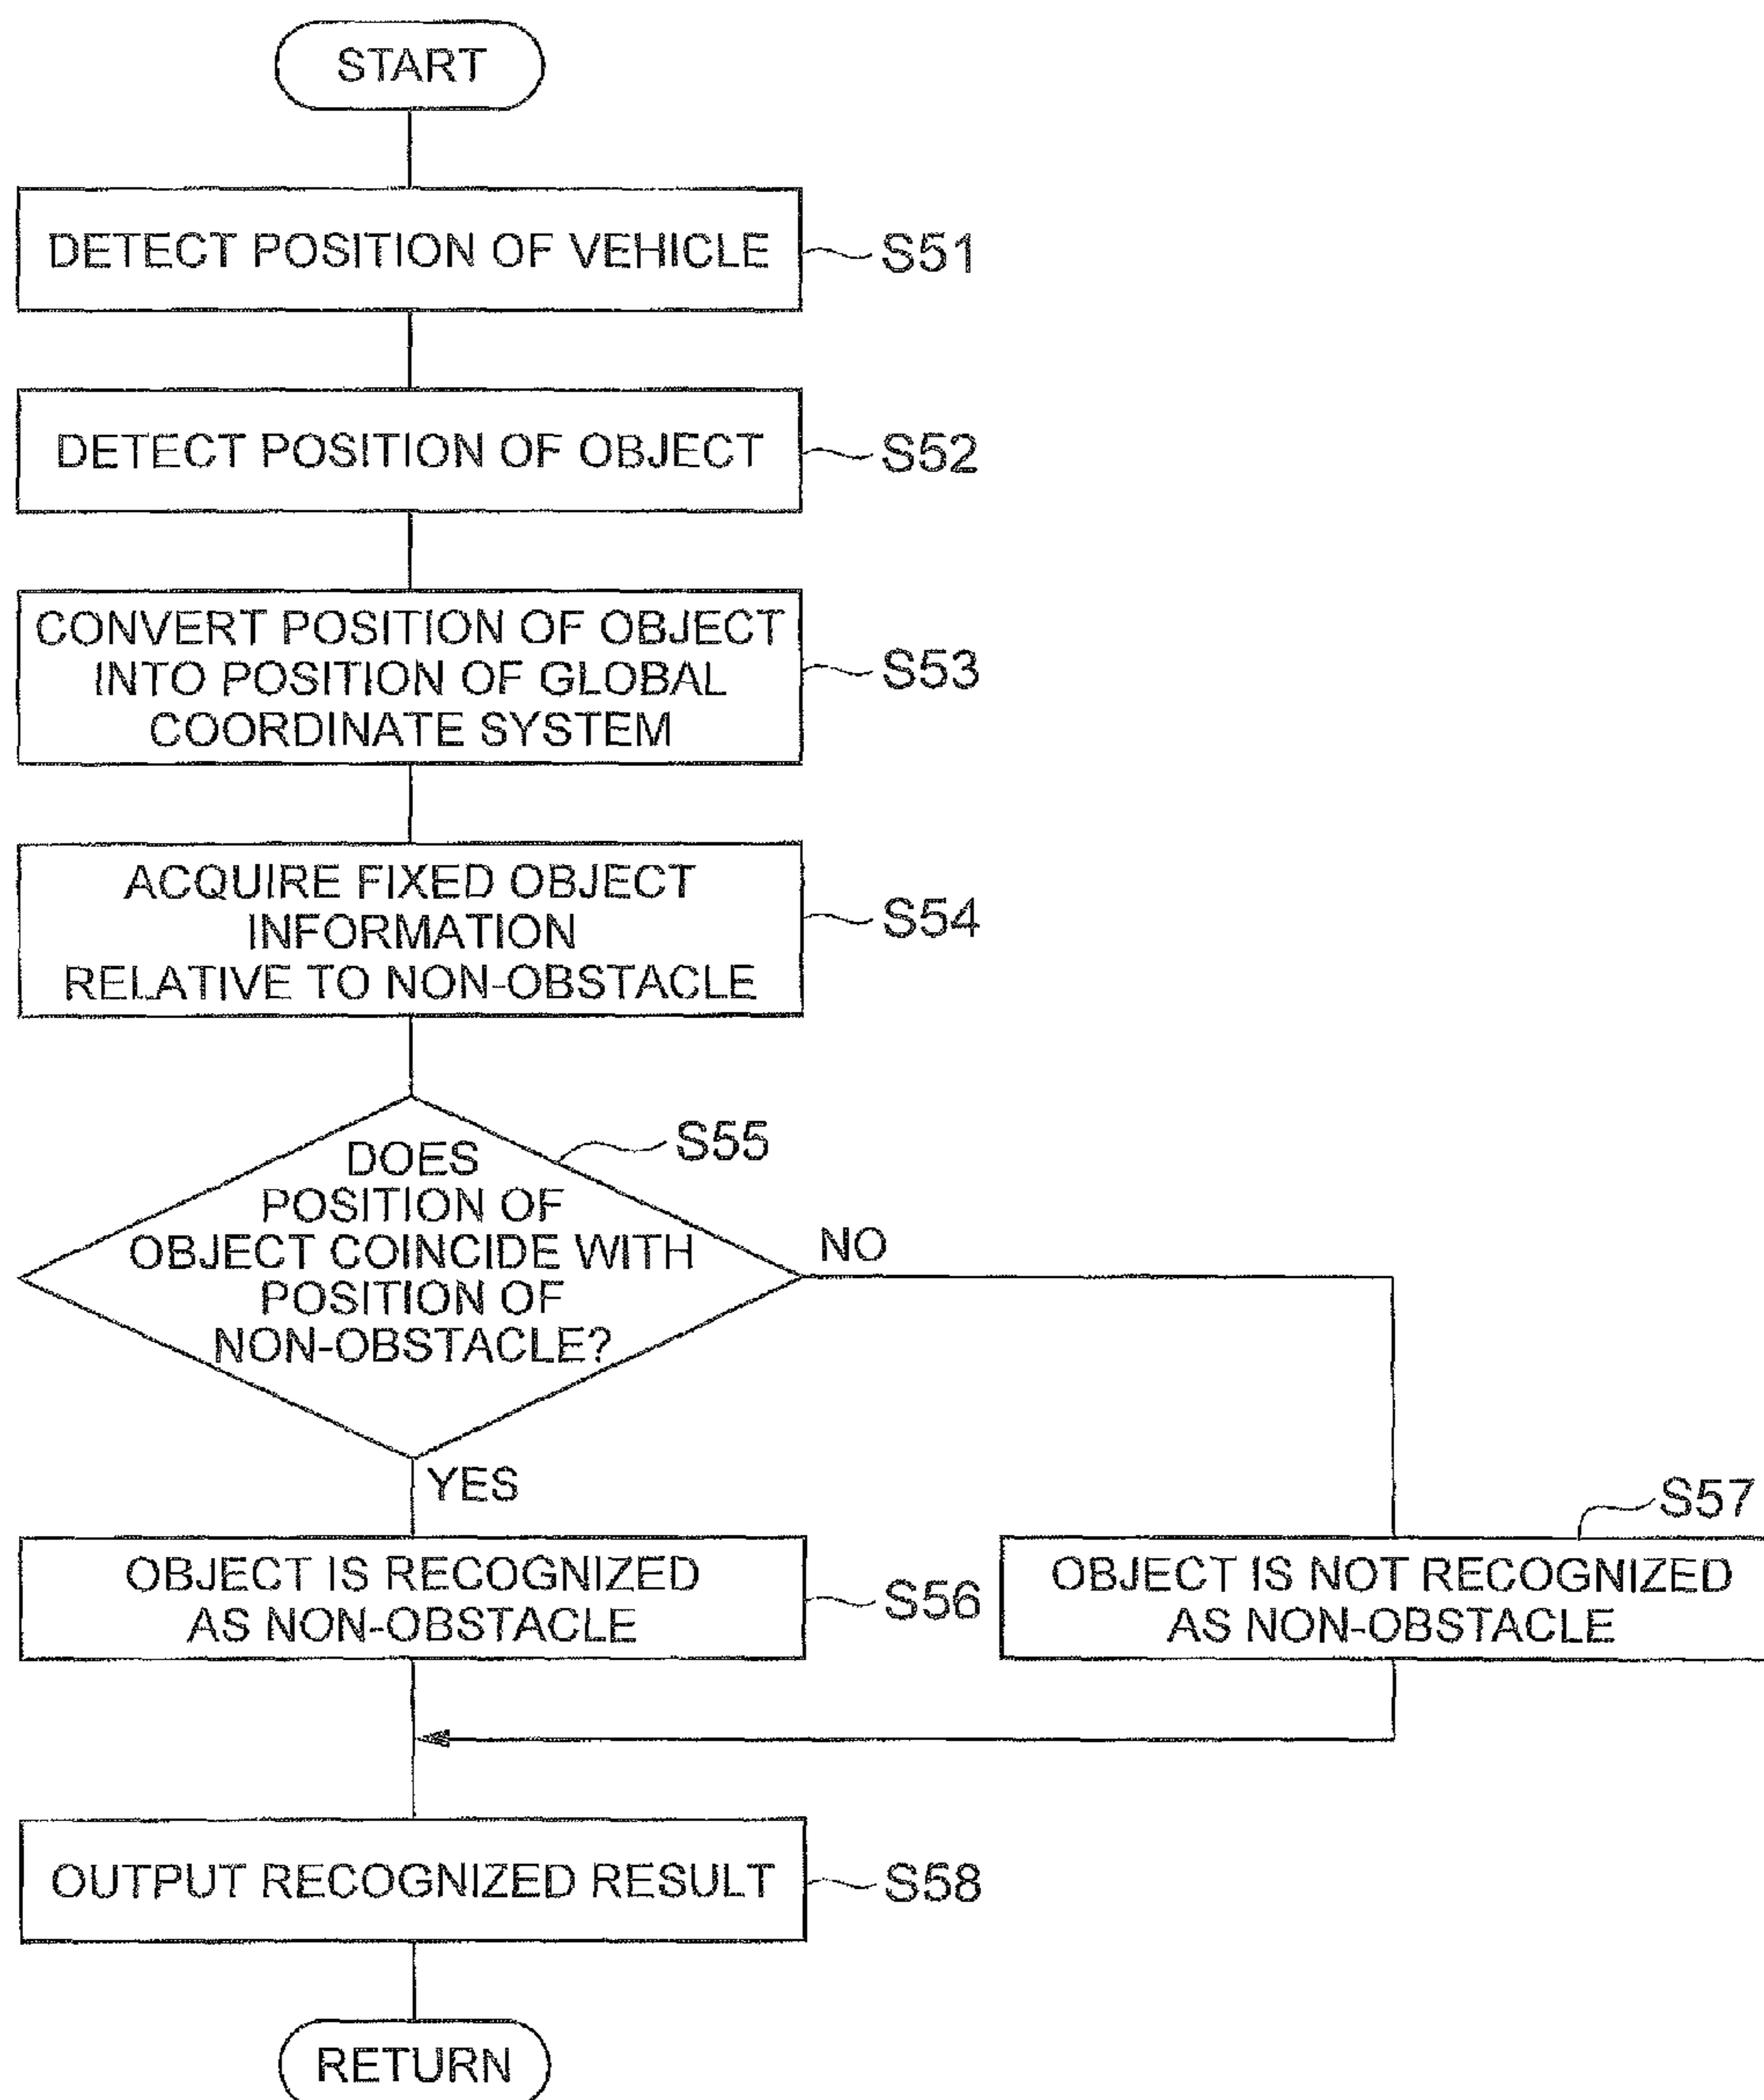 START
DETECT POSITION OF VEHICLE
S51
DETECT POSITION OF OBJECT
S52
CONVERT POSITION OF OBJECT
INTO POSITION OF GLOBAL
COORDINATE SYSTEM
S53
ACQUIRE FIXED OBJECT
INFORMATION
RELATIVE TO NON-OBSTACLE
S54
DOES
POSITION OF
OBJECT COINCIDE WITH
POSITION OF
NON-OBSTACLE?
S55
NO
YES
OBJECT IS RECOGNIZED
AS NON-OBSTACLE
S56
S57
OBJECT IS NOT RECOGNIZED
AS NON-OBSTACLE
OUTPUT RECOGNIZED RESULT
S58
RETURN